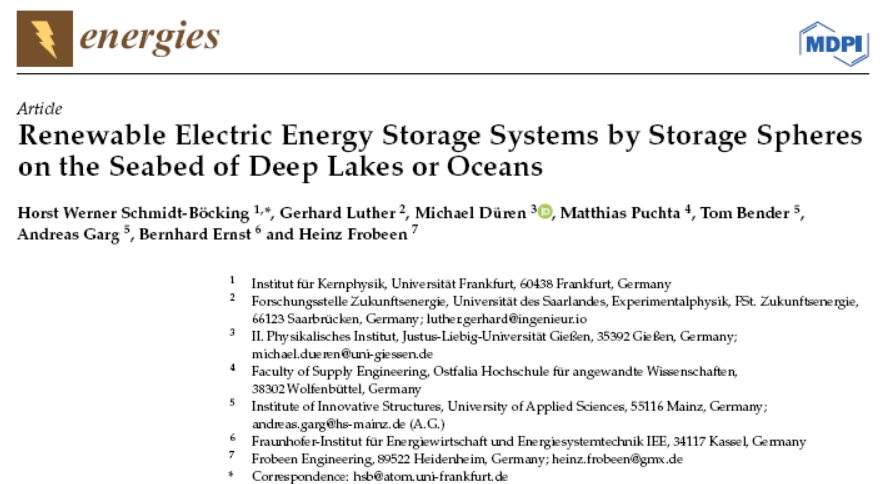 energies
MDPI
Article
Renewable Electric Energy Storage Systems by Storage Spheres
on the Seabed of Deep Lakes or Oceans
Horst Werner Schmidt-Böcking 1,*, Gerhard Luther 2, Michael Düren 3 iD, Matthias Puchta 4, Tom Bender 5,
Andreas Garg 5, Bernhard Ernst 6 and Heinz Frobeen 7
1 Institut für Kernphysik, Universität Frankfurt, 60438 Frankfurt, Germany
2 Forschungsstelle Zukunftsenergie, Universität des Saarlandes, Experimentalphysik, PSt. Zukunftsenergie,
66123 Saarbrücken, Germany; luther.gerhard@ingenieur.io
3 II. Physikalisches Institut, Justus-Liebig-Universität Gießen, 35392 Gießen, Germany;
michael.dueren@uni-giessen.de
4 Faculty of Supply Engineering, Ostfalia Hochschule für angewandte Wissenschaften,
38302 Wolfenbüttel, Germany
5 Institute of Innovative Structures, University of Applied Sciences, 55116 Mainz, Germany;
andreas.garg@hs-mainz.de (A.G.)
6 Fraunhofer-Institut für Energiewirtschaft und Energiesystemtechnik IEE, 34117 Kassel, Germany
7 Frobeen Engineering, 89522 Heidenheim, Germany; heinz.frobeen@gmx.de
* Correspondence: hsb@atom.uni-frankfurt.de